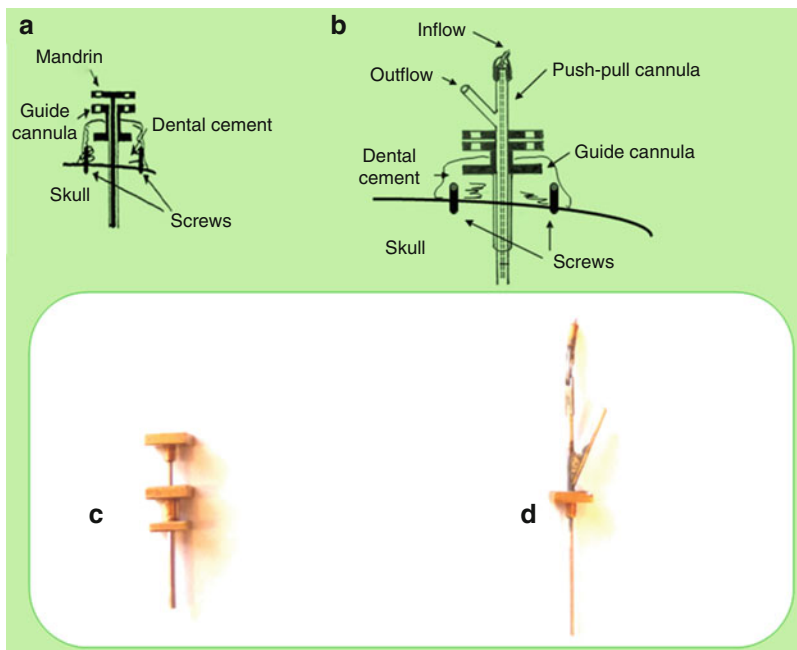 a
Mandrin
Guide
cannula
Dental cement
Skull
Screws
b
Inflow
Outflow
Push-pull cannula
Dental
cement
Guide cannula
Skull
Screws
c
d